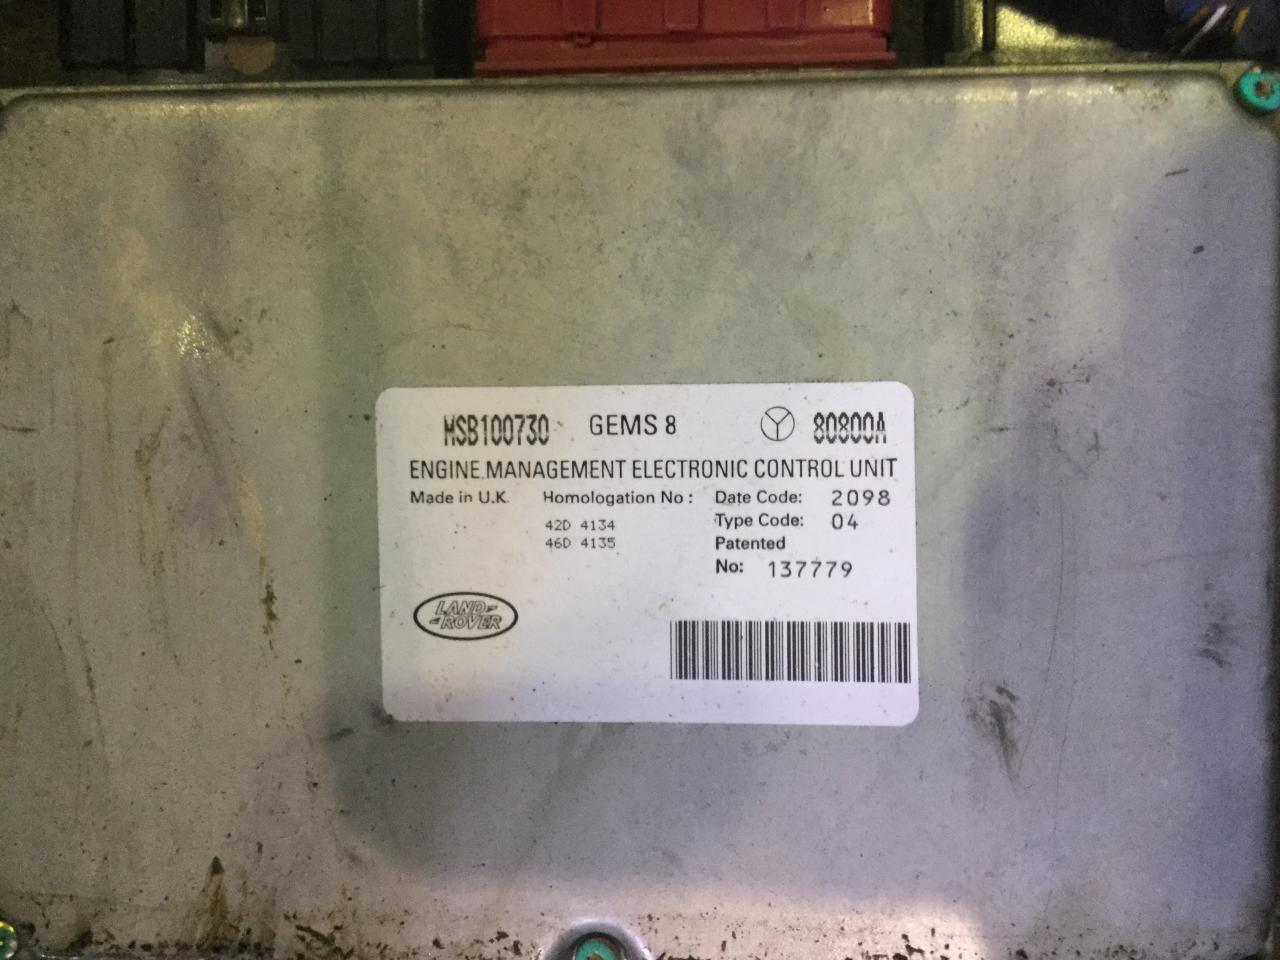 MSB100730 GEMS 8 80800A
ENGINE MANAGEMENT ELECTRONIC CONTROL UNIT
Made in U.K. Homologation No : Date Code: 2098
42D 4134 Type Code: 04
46D 4135 Patented
No: 137779
LAND
ROVER